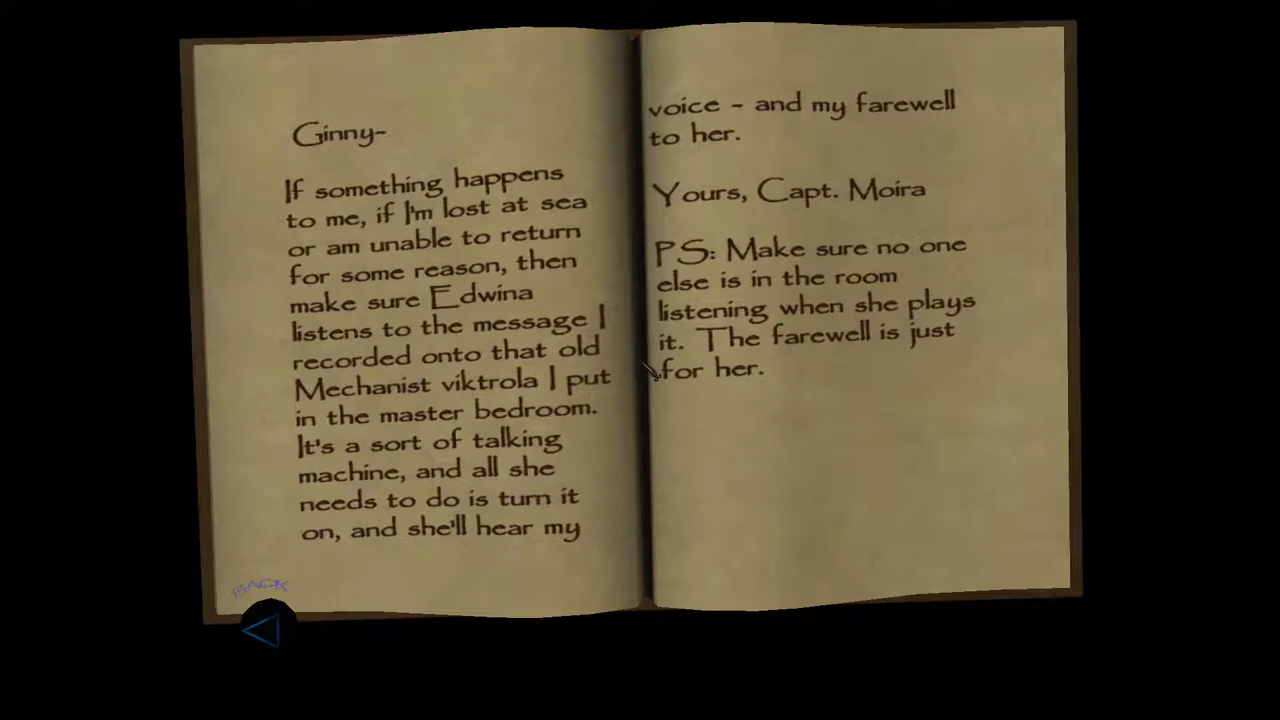 Ginny-
If something happens
to me, if I'm lost at sea
or am unable to return
for some reason, then
make sure Edwina
listens to the message I
recorded onto that old
Mechanist viktrola I put
in the master bedroom.
It's a sort of talking
machine, and all she
needs to do is turn it
on, and she'll hear my
voice - and my farewell
to her.
Yours, Capt. Moira
PS: Make sure no one
else is in the room
listening when she plays
it. The farewell is just
for her.
BACK